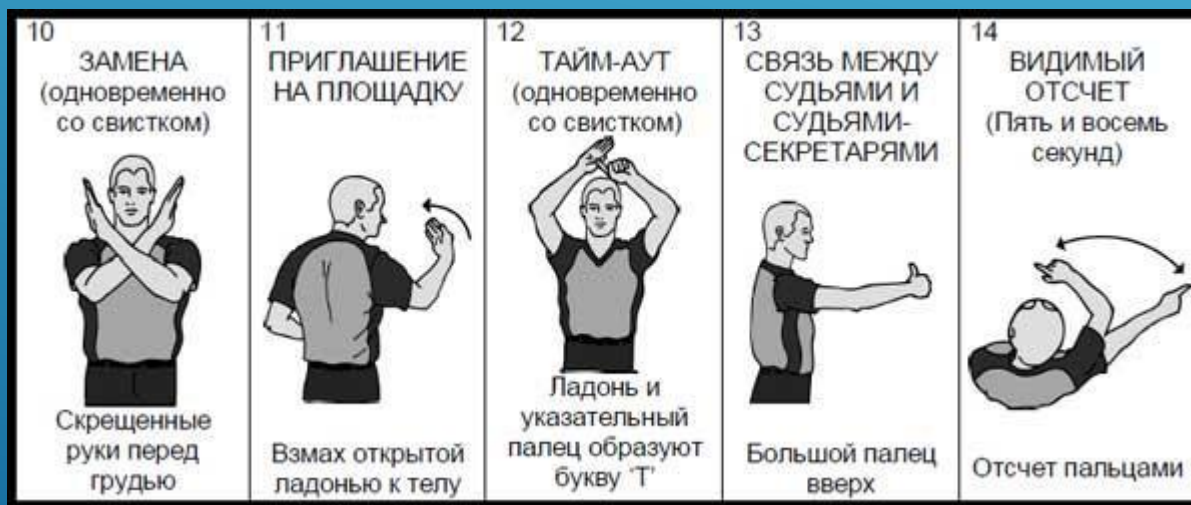 10
ЗАМЕНА
(одновременно
со свистком)
Скрещенные
руки перед
грудью
11
ПРИГЛАШЕНИЕ
НА ПЛОЩАДКУ
Взмах открытой
ладонью к телу
12
ТАЙМ-АУТ
(одновременно
со свистком)
Ладонь и
указательный
палец образуют
букву 'Т'
13
СВЯЗЬ МЕЖДУ
СУДЬЯМИ И
СУДЬЯМИ-
СЕКРЕТАРЯМИ
Большой палец
вверх
14
ВИДИМЫЙ
ОТСЧЕТ
(Пять и восемь
секунд)
Отсчет пальцами